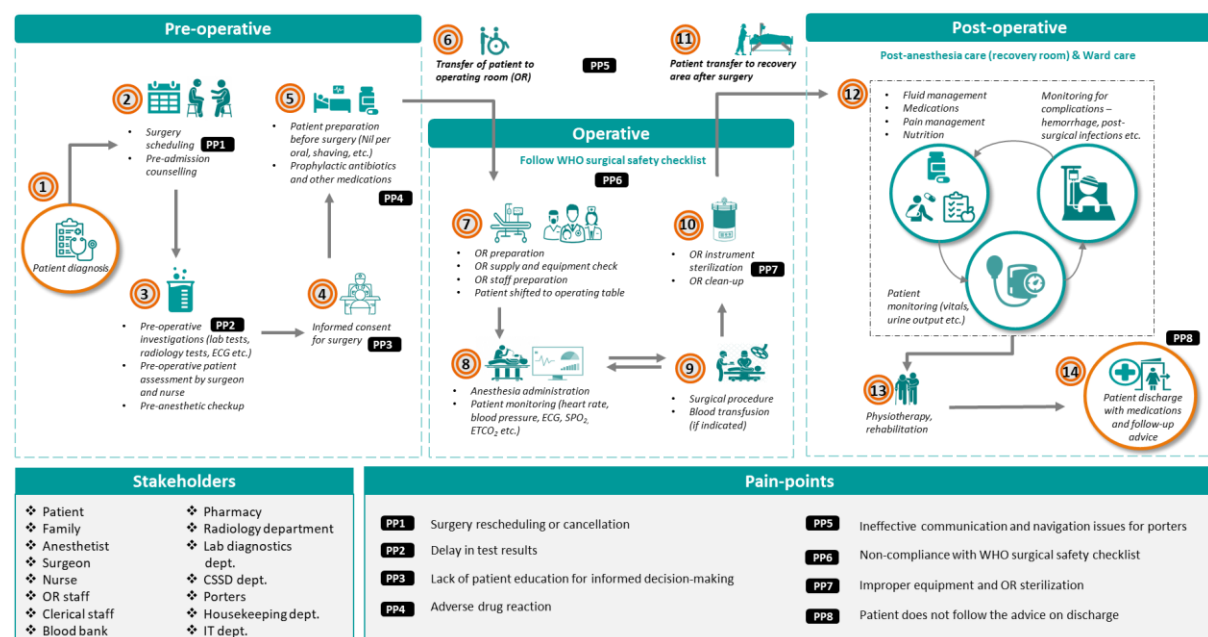 Pre-operative
1
Patient diagnosis
2
• Surgery
scheduling
PP1
• Pre-admission
counselling
3
• Pre-operative
PP2
investigations (lab tests,
radiology tests, ECG etc.)
• Pre-operative patient
assessment by surgeon
and nurse
• Pre-anesthetic checkup
4
Informed consent
for surgery
PP3
5
• Patient preparation
before surgery (Nil per
oral, shaving, etc.)
• Prophylactic antibiotics
and other medications
PP4
6
Transfer of patient to
operating room (OR)
PP5
11
Patient transfer to recovery
area after surgery
Operative
Follow WHO surgical safety checklist
PP6
7
• OR preparation
• OR supply and equipment check
• OR staff preparation
• Patient shifted to operating table
8
• Anesthesia administration
• Patient monitoring (heart rate,
blood pressure, ECG, SPO₂,
ETCO₂ etc.)
9
• Surgical procedure
• Blood transfusion
(if indicated)
10
• OR instrument
sterilization
PP7
• OR clean-up
Post-operative
Post-anesthesia care (recovery room) & Ward care
12
• Fluid management
• Medications
• Pain management
• Nutrition
Monitoring for
complications –
hemorrhage, post-
surgical infections etc.
Patient
monitoring (vitals,
urine output etc.)
PP8
13
Physiotherapy,
rehabilitation
14
Patient discharge
with medications
and follow-up
advice
Stakeholders
❖ Patient
❖ Family
❖ Anesthetist
❖ Surgeon
❖ Nurse
❖ OR staff
❖ Clerical staff
❖ Blood bank
❖ Pharmacy
❖ Radiology department
❖ Lab diagnostics
dept.
❖ CSSD dept.
❖ Porters
❖ Housekeeping dept.
❖ IT dept.
Pain-points
PP1 Surgery rescheduling or cancellation
PP2 Delay in test results
PP3 Lack of patient education for informed decision-making
PP4 Adverse drug reaction
PP5 Ineffective communication and navigation issues for porters
PP6 Non-compliance with WHO surgical safety checklist
PP7 Improper equipment and OR sterilization
PP8 Patient does not follow the advice on discharge